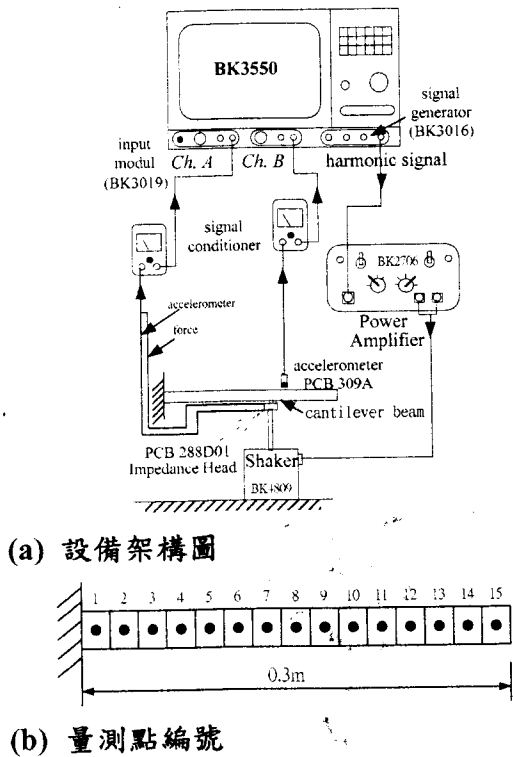 BK3550
signal
generator
(BK3016)
input
modul
(BK3019)
Ch. A
Ch. B
harmonic signal
signal
conditioner
BK2706
Power
Amplifier
accelerometer
force
accelerometer
PCB 309A
cantilever beam
PCB 288D01
Impedance Head
Shaker
BK4809
(a) 設備架構圖
1 2 3 4 5 6 7 8 9 10 11 12 13 14 15
0.3m
(b) 量測點編號